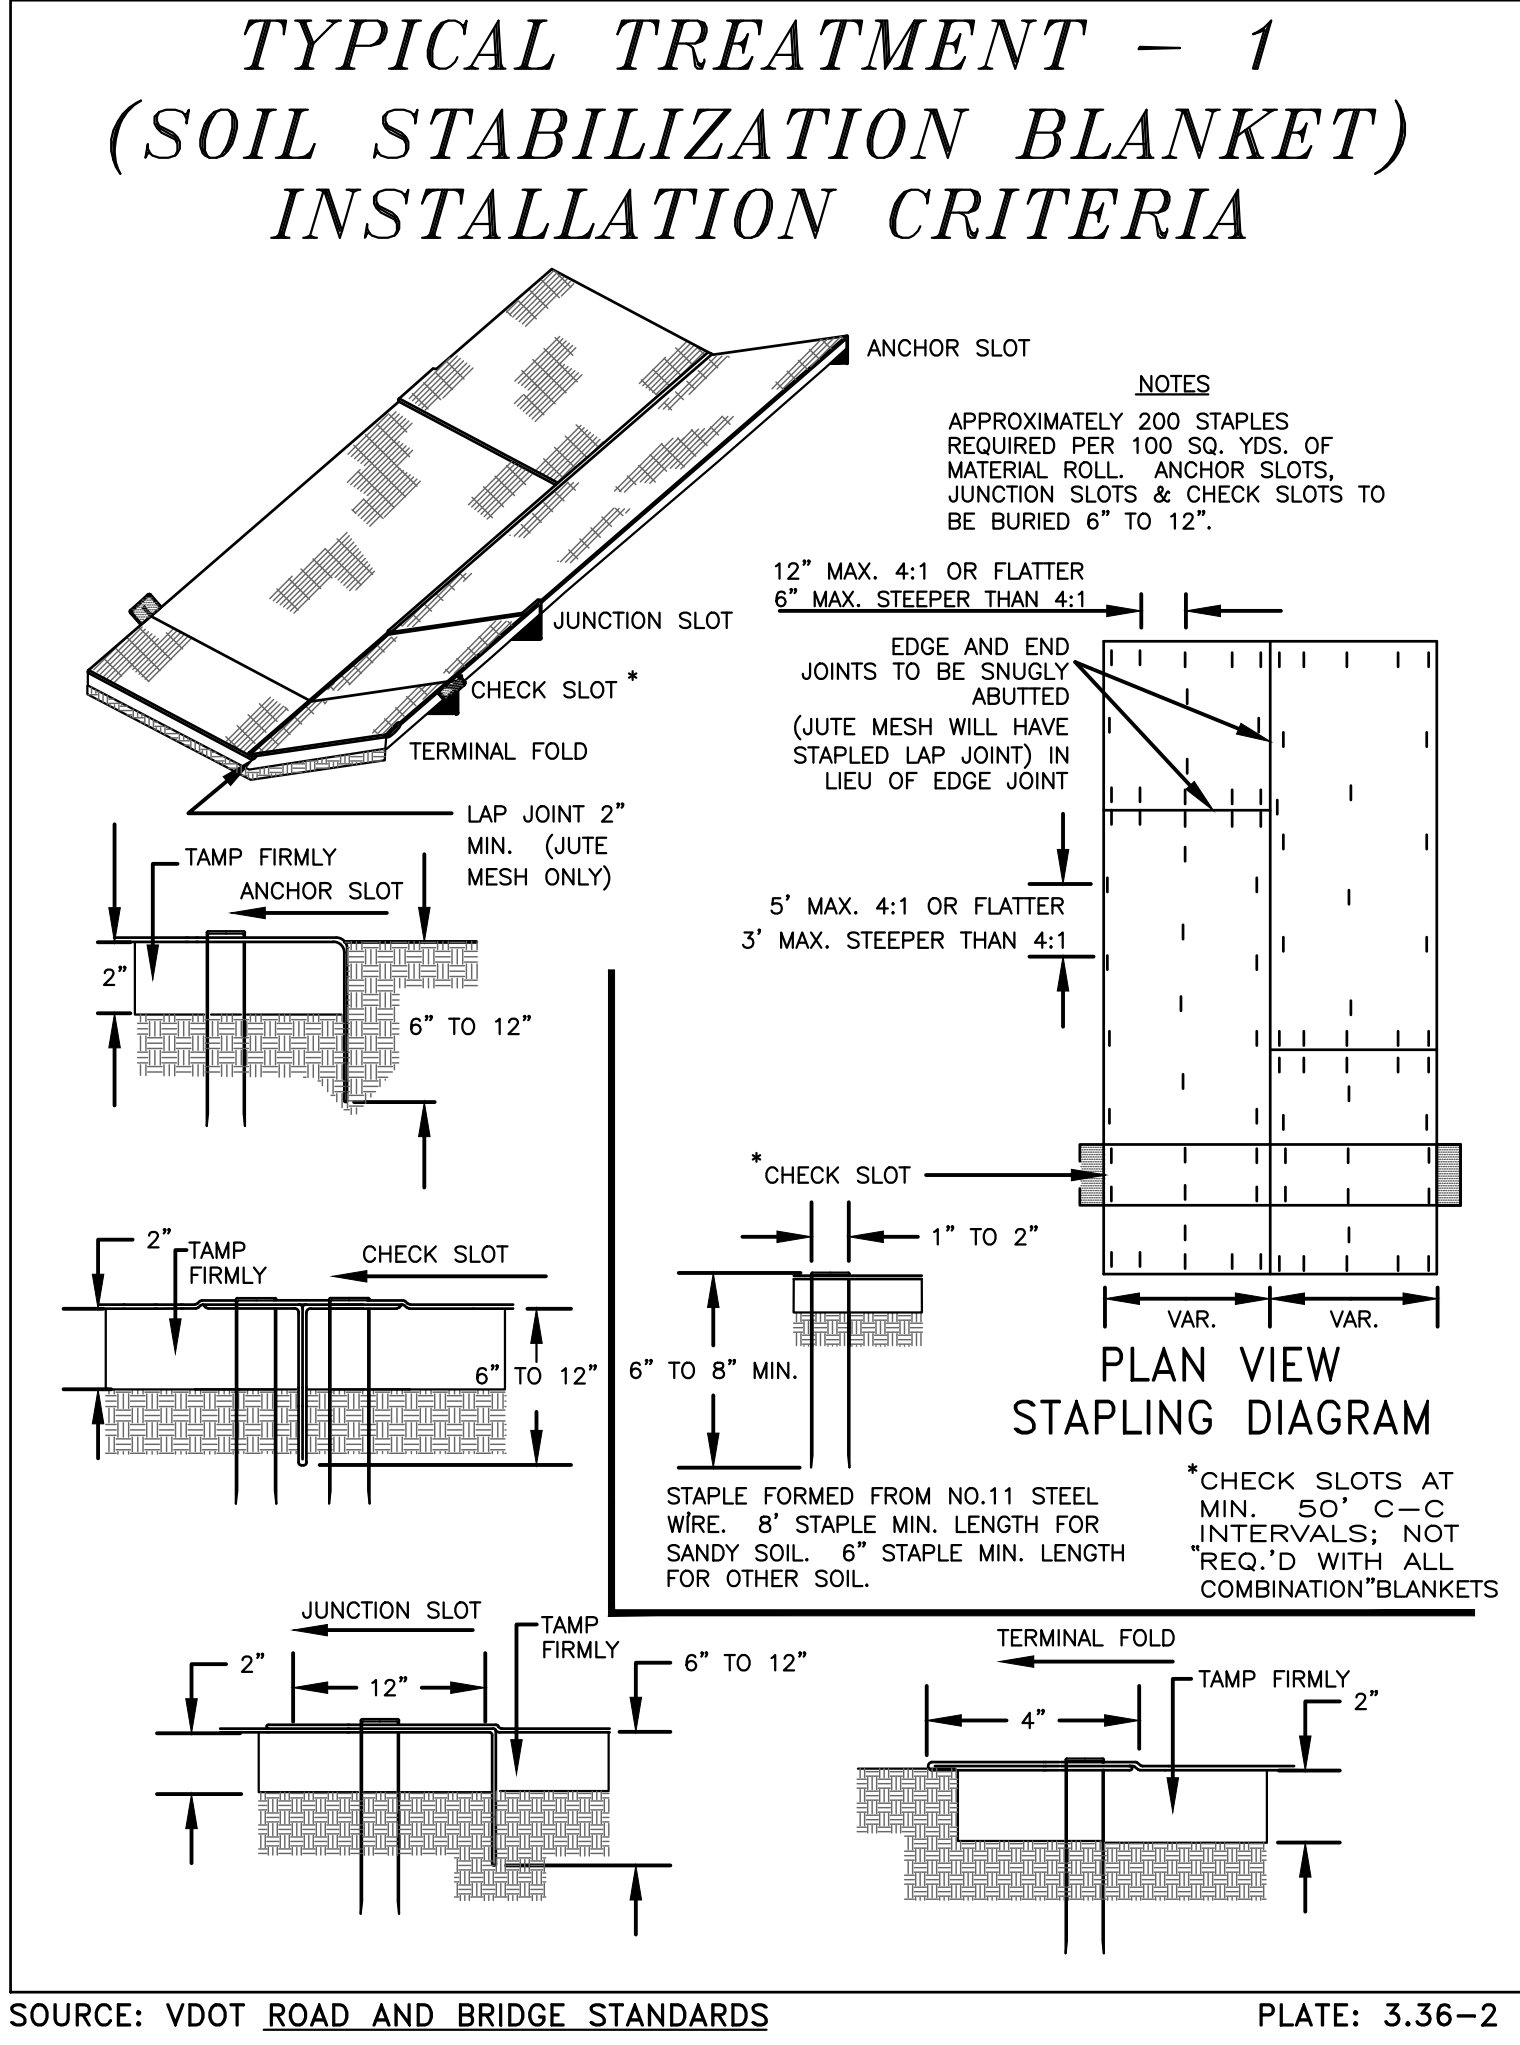 TYPICAL TREATMENT – 1
(SOIL STABILIZATION BLANKET)
INSTALLATION CRITERIA
ANCHOR SLOT
NOTES
APPROXIMATELY 200 STAPLES
REQUIRED PER 100 SQ. YDS. OF
MATERIAL ROLL. ANCHOR SLOTS,
JUNCTION SLOTS & CHECK SLOTS TO
BE BURIED 6" TO 12".
JUNCTION SLOT
CHECK SLOT *
TERMINAL FOLD
LAP JOINT 2"
MIN. (JUTE
MESH ONLY)
12" MAX. 4:1 OR FLATTER
6" MAX. STEEPER THAN 4:1
EDGE AND END
JOINTS TO BE SNUGLY
ABUTTED
(JUTE MESH WILL HAVE
STAPLED LAP JOINT) IN
LIEU OF EDGE JOINT
5' MAX. 4:1 OR FLATTER
3' MAX. STEEPER THAN 4:1
TAMP FIRMLY
ANCHOR SLOT
2"
6" TO 12"
*CHECK SLOT
1" TO 2"
6" TO 8" MIN.
VAR.
VAR.
PLAN VIEW
STAPLING DIAGRAM
2"
TAMP
FIRMLY
CHECK SLOT
6" TO 12"
STAPLE FORMED FROM NO.11 STEEL
WIRE. 8' STAPLE MIN. LENGTH FOR
SANDY SOIL. 6" STAPLE MIN. LENGTH
FOR OTHER SOIL.
*CHECK SLOTS AT
MIN. 50' C–C
INTERVALS; NOT
"REQ.'D WITH ALL
COMBINATION"BLANKETS
JUNCTION SLOT
TAMP
FIRMLY
2"
12"
6" TO 12"
TERMINAL FOLD
TAMP FIRMLY
4"
2"
SOURCE: VDOT ROAD AND BRIDGE STANDARDS
PLATE: 3.36–2